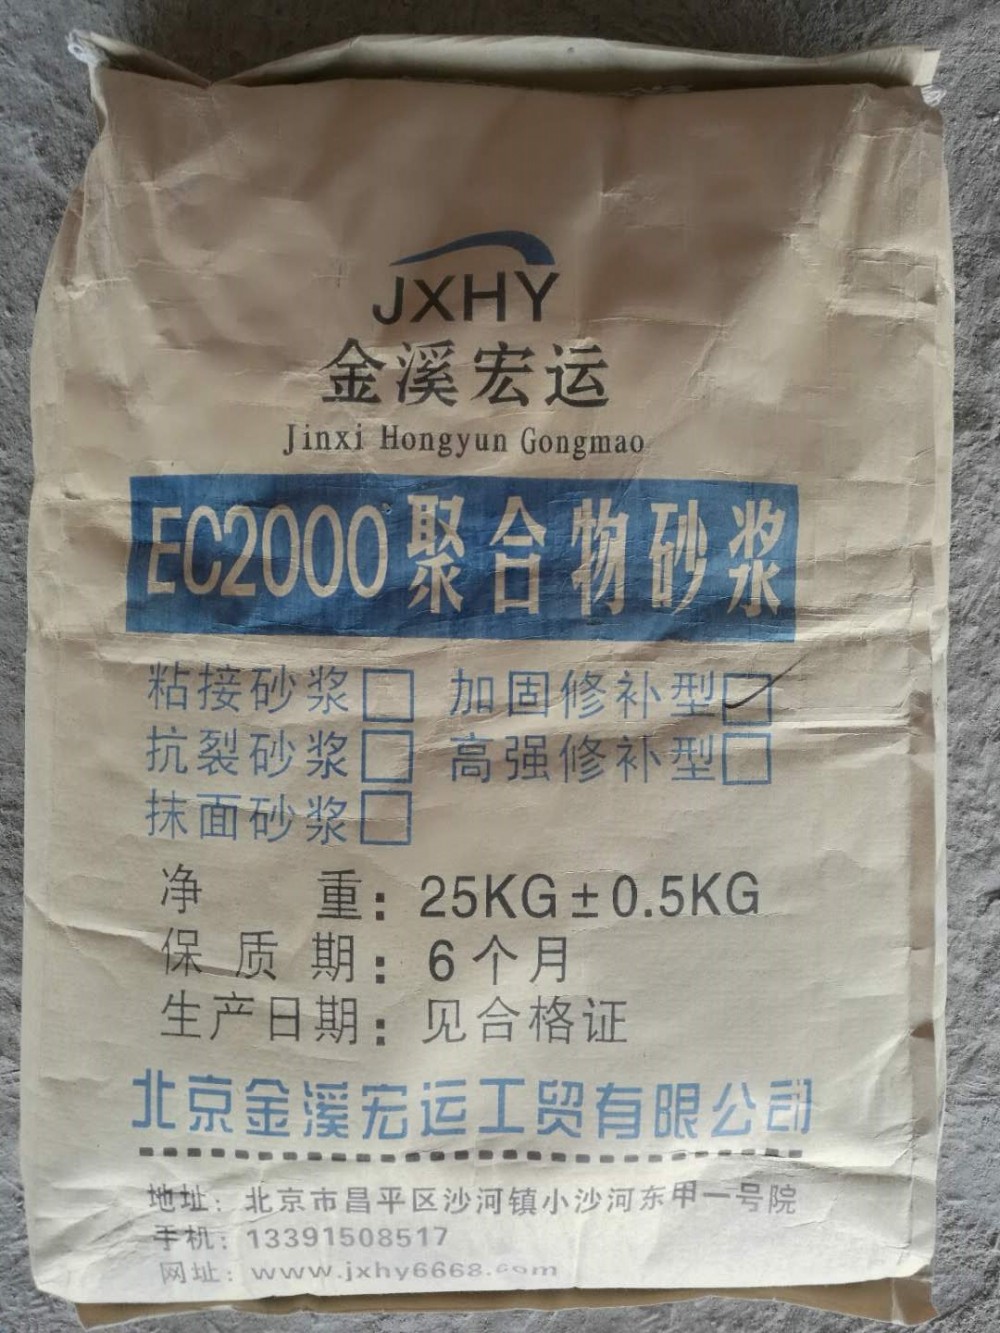 JXHY
金溪宏运
Jinxi Hongyun Gongmao
EC2000聚合物砂浆
粘接砂浆□ 加固修补型□
抗裂砂浆□ 高强修补型□
抹面砂浆□
净 重：25KG±0.5KG
保质期：6个月
生产日期：见合格证
北京金溪宏运工贸有限公司
地址：北京市昌平区沙河镇小沙河东甲一号院
手机：13391508517
网址：www.jxhy6668.com